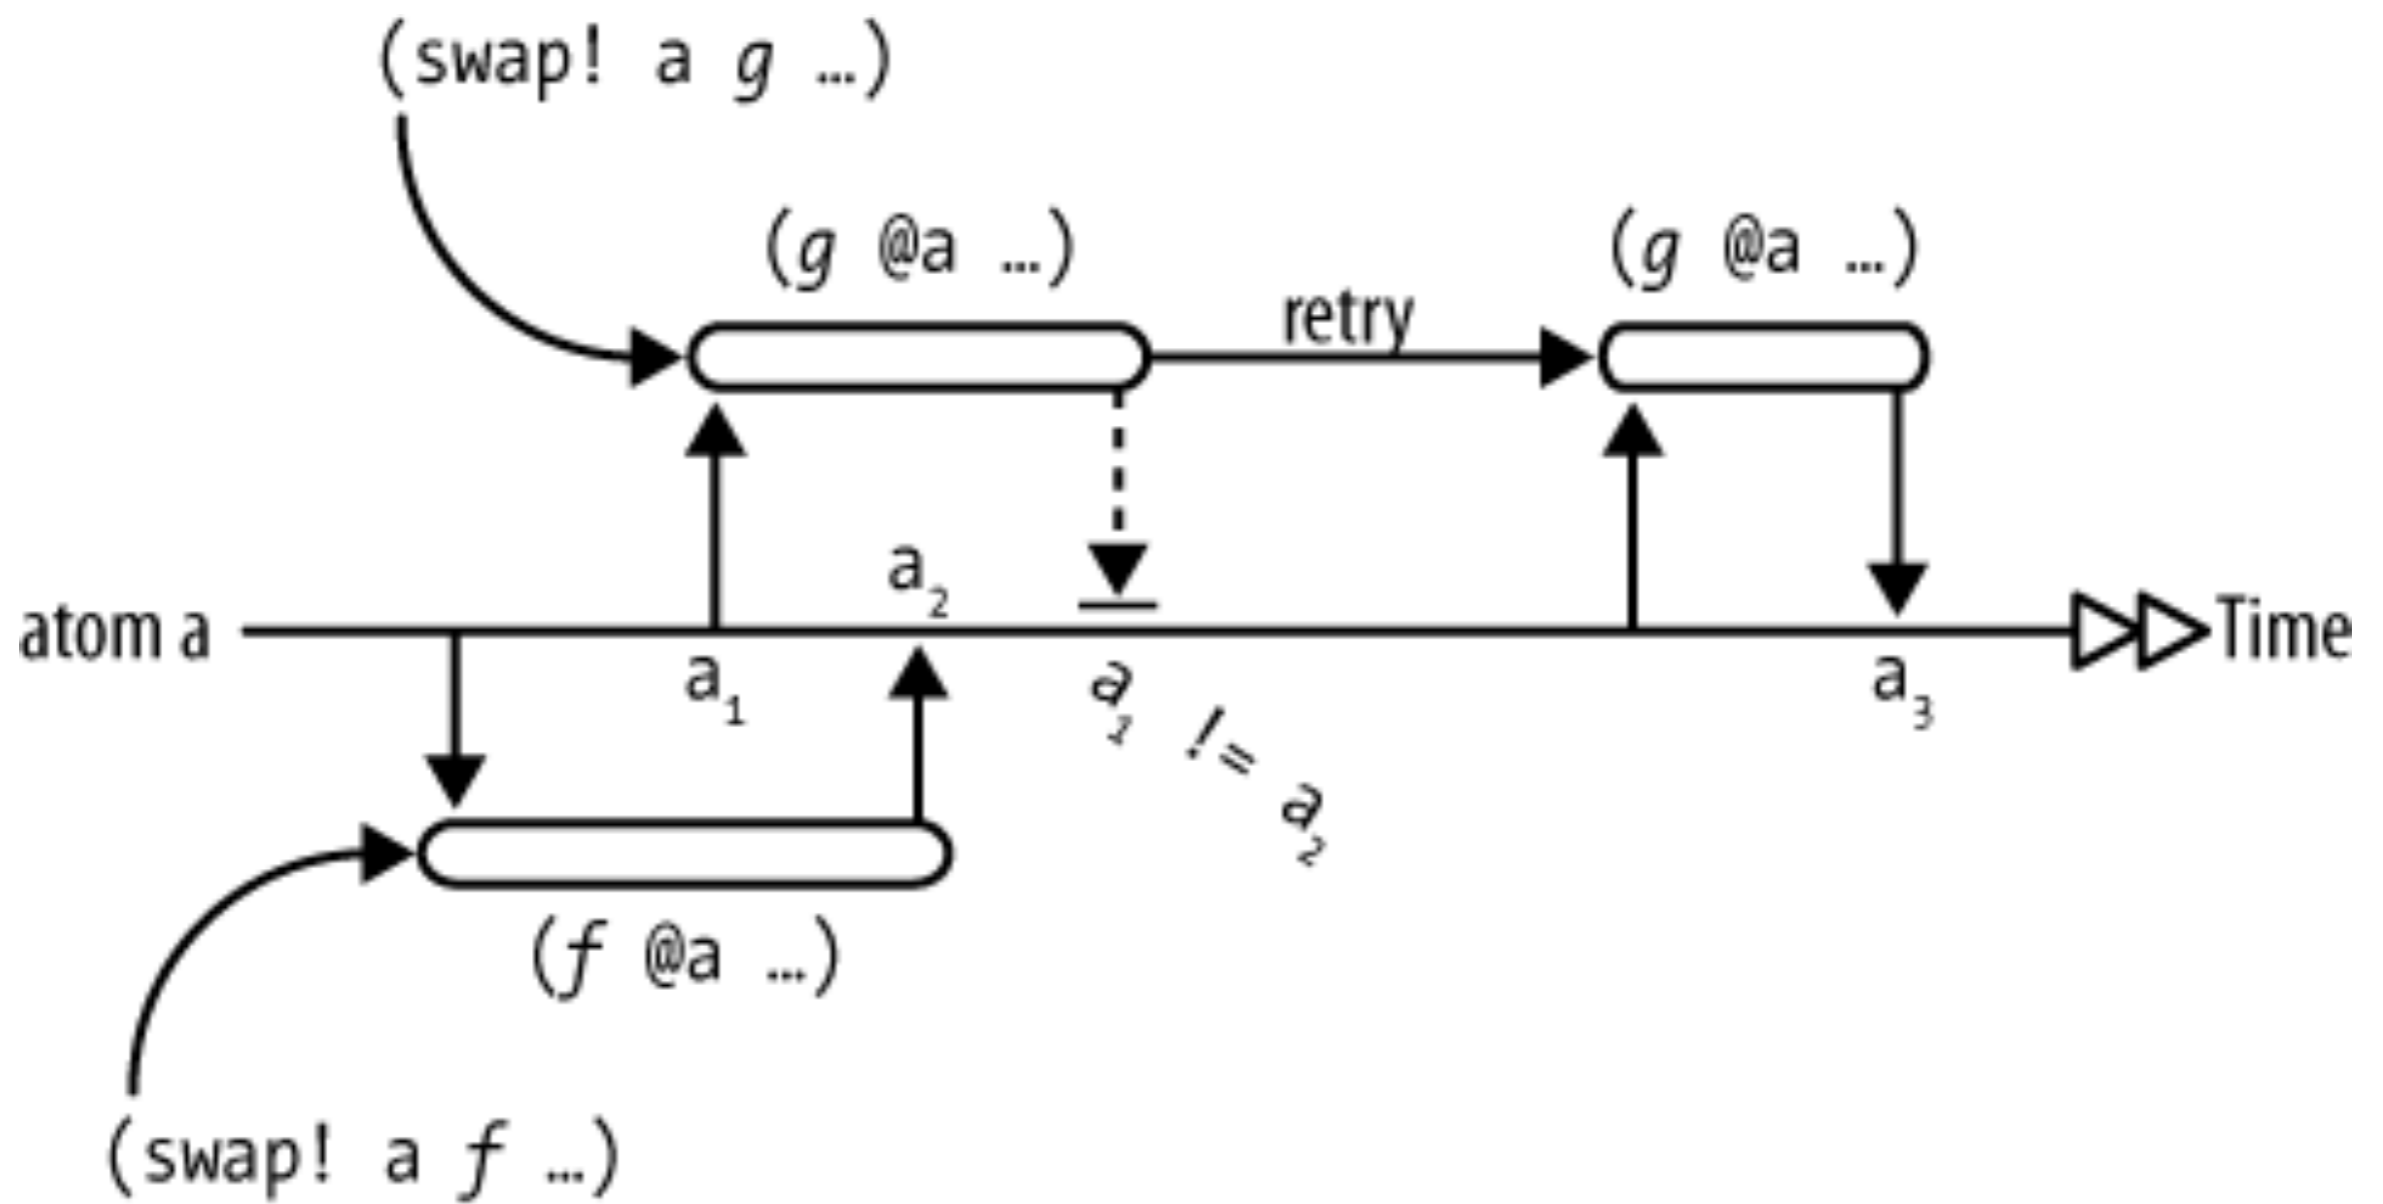 (swap! a g …)
(g @a …)
(g @a …)
retry
a₂
atom a
Time
a₁
a₁ != a₂
a₃
(f @a …)
(swap! a f …)